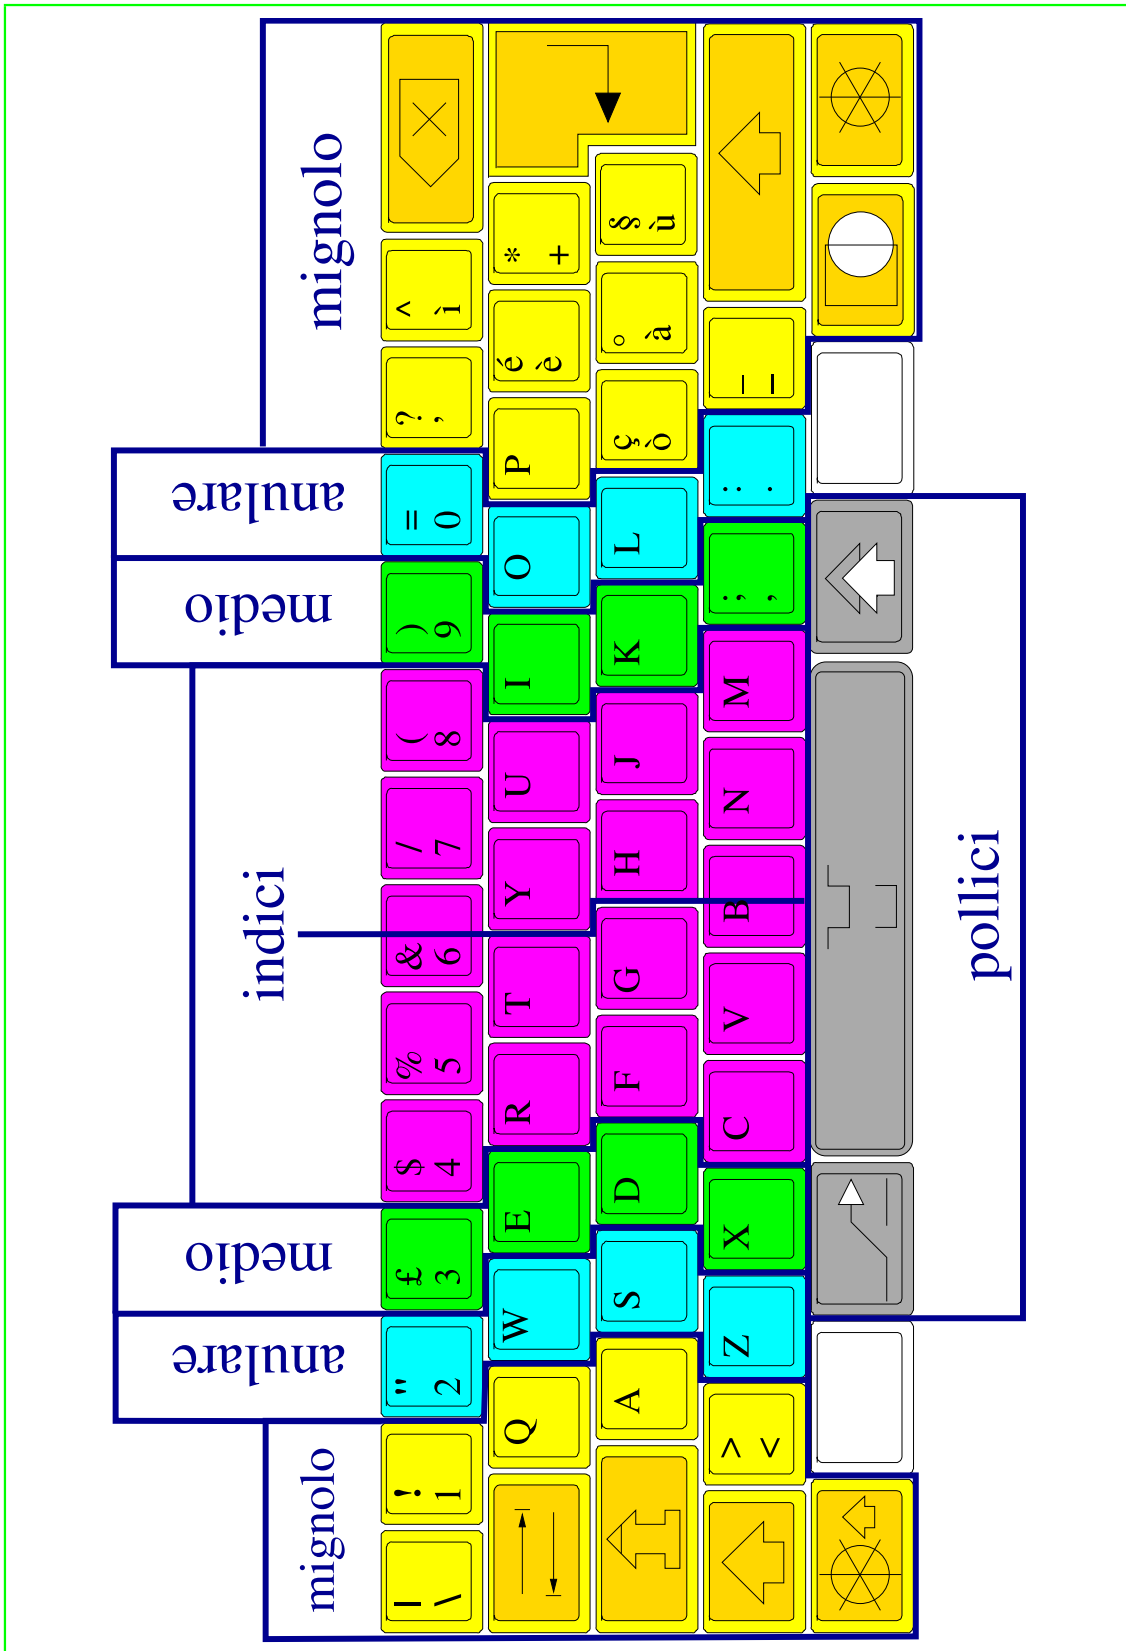 mignolo anulare medio indici medio anulare mignolo
| ! " £ $ % & / ( ) = ? ^
\ 1 2 3 4 5 6 7 8 9 0 ' ì
Q W E R T Y U I O P é *
è +
A S D F G H J K L ç ° §
ò à ù
> Z X C V B N M ; : _
< , . -
pollici